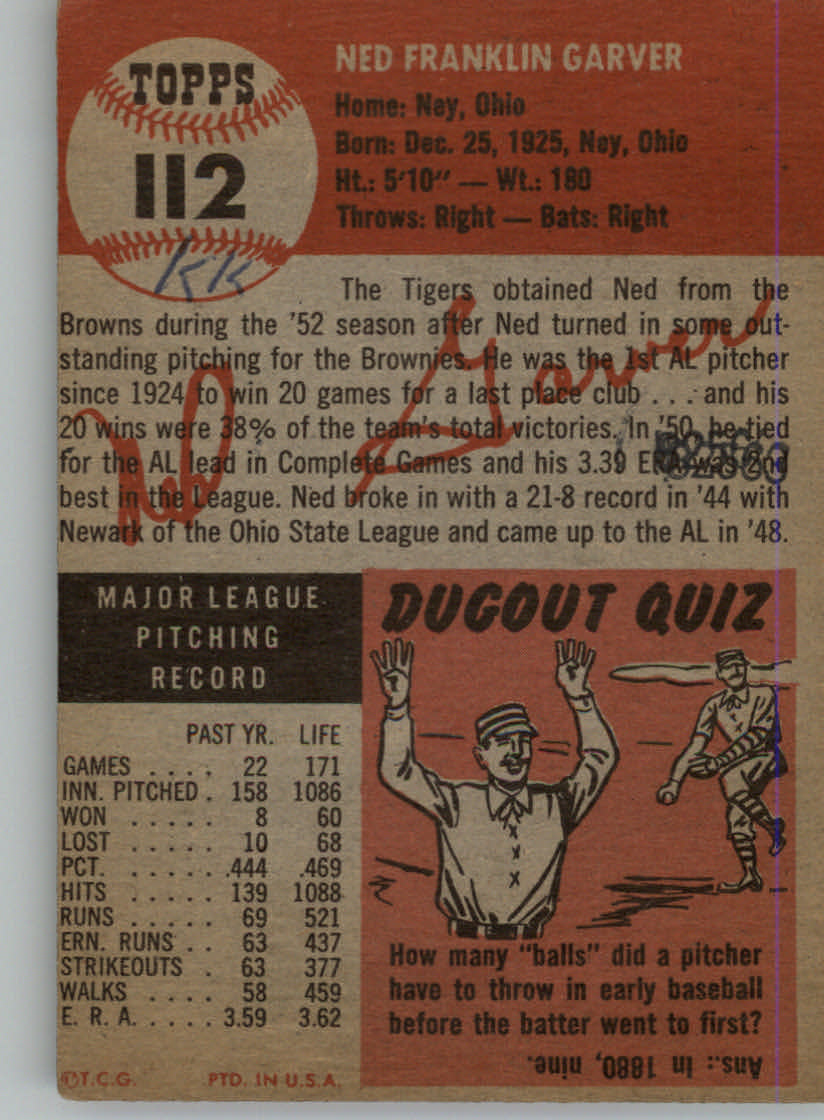 TOPPS
112
KK
NED FRANKLIN GARVER
Home: Ney, Ohio
Born: Dec. 25, 1925, Ney, Ohio
Ht.: 5'10" — Wt.: 180
Throws: Right — Bats: Right
The Tigers obtained Ned from the
Browns during the '52 season after Ned turned in some out-
standing pitching for the Brownies. He was the 1st AL pitcher
since 1924 to win 20 games for a last place club . . . and his
20 wins were 38% of the team's total victories. In '50, he tied
for the AL lead in Complete Games and his 3.39 ERA was 2nd
best in the League. Ned broke in with a 21-8 record in '44 with
Newark of the Ohio State League and came up to the AL in '48.
Ned Garver
MAJOR LEAGUE
PITCHING
RECORD
PAST YR. LIFE
GAMES . . . . 22 171
INN. PITCHED . 158 1086
WON . . . . . 8 60
LOST . . . . . 10 68
PCT. . . . . . .444 .469
HITS . . . . . 139 1088
RUNS . . . . . 69 521
ERN. RUNS . . 63 437
STRIKEOUTS . 63 377
WALKS . . . . 58 459
E. R. A. . . . . . 3.59 3.62
©T.C.G. PTD. IN U.S.A.
DUGOUT QUIZ
How many "balls" did a pitcher
have to throw in early baseball
before the batter went to first?
Ans.: In 1880, nine.